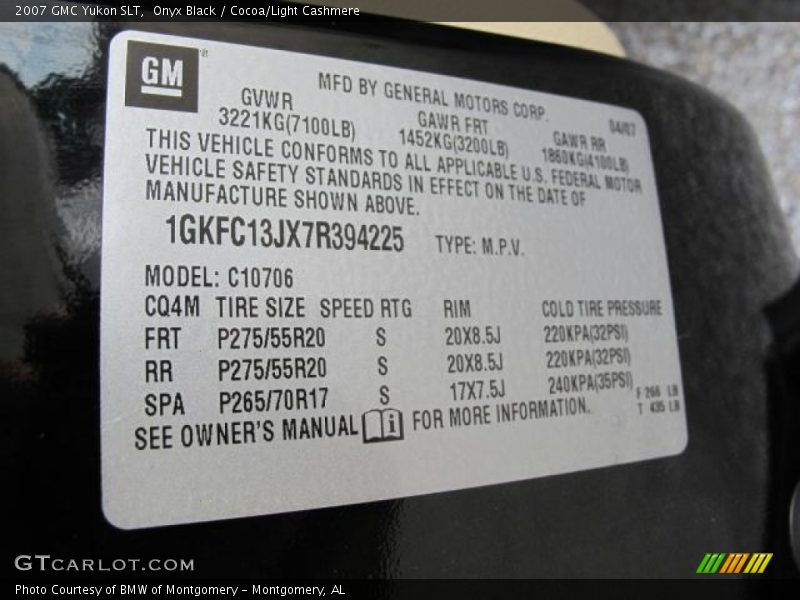 2007 GMC Yukon SLT, Onyx Black / Cocoa/Light Cashmere
GM
MFD BY GENERAL MOTORS CORP. 04/07
GVWR GAWR FRT GAWR RR
3221KG(7100LB) 1452KG(3200LB) 1860KG(4100LB)
THIS VEHICLE CONFORMS TO ALL APPLICABLE U.S. FEDERAL MOTOR
VEHICLE SAFETY STANDARDS IN EFFECT ON THE DATE OF
MANUFACTURE SHOWN ABOVE.
1GKFC13JX7R394225 TYPE: M.P.V.
MODEL: C10706
CQ4M TIRE SIZE SPEED RTG RIM COLD TIRE PRESSURE
FRT P275/55R20 S 20X8.5J 220KPA(32PSI)
RR P275/55R20 S 20X8.5J 220KPA(32PSI)
SPA P265/70R17 S 17X7.5J 240KPA(35PSI)
F 266 LB
T 435 LB
SEE OWNER'S MANUAL i FOR MORE INFORMATION.
GTCARLOT.COM
Photo Courtesy of BMW of Montgomery - Montgomery, AL